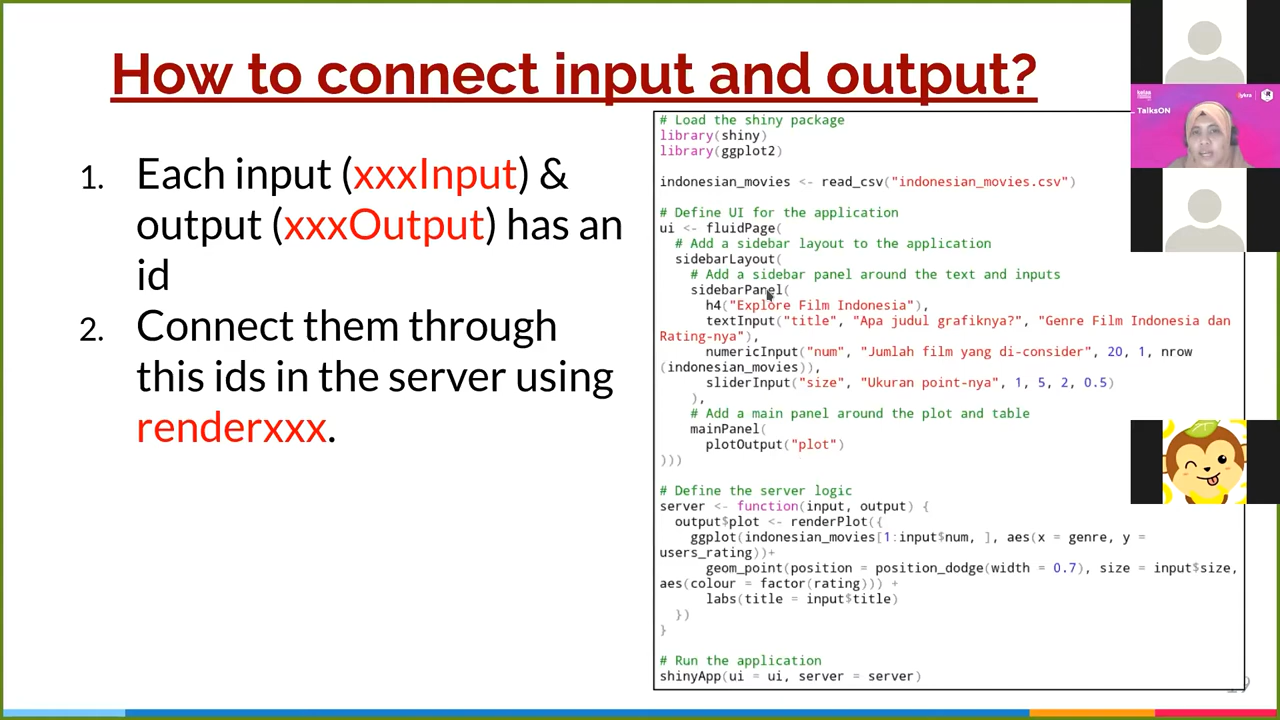 How to connect input and output?
1. Each input (xxxInput) &
output (xxxOutput) has an
id
2. Connect them through
this ids in the server using
renderxxx.
# Load the shiny package
library(shiny)
library(ggplot2)
indonesian_movies <- read_csv("indonesian_movies.csv")
# Define UI for the application
ui <- fluidPage(
# Add a sidebar layout to the application
sidebarLayout(
# Add a sidebar panel around the text and inputs
sidebarPanel(
h4("Explore Film Indonesia"),
textInput("title", "Apa judul grafiknya?", "Genre Film Indonesia dan
Rating-nya"),
numericInput("num", "Jumlah film yang di-consider", 20, 1, nrow
(indonesian_movies)),
sliderInput("size", "Ukuran point-nya", 1, 5, 2, 0.5)
),
# Add a main panel around the plot and table
mainPanel(
plotOutput("plot")
)))
# Define the server logic
server <- function(input, output) {
output$plot <- renderPlot({
ggplot(indonesian_movies[1:input$num, ], aes(x = genre, y =
users_rating))+
geom_point(position = position_dodge(width = 0.7), size = input$size,
aes(colour = factor(rating))) +
labs(title = input$title)
})
}
# Run the application
shinyApp(ui = ui, server = server)
TalksON